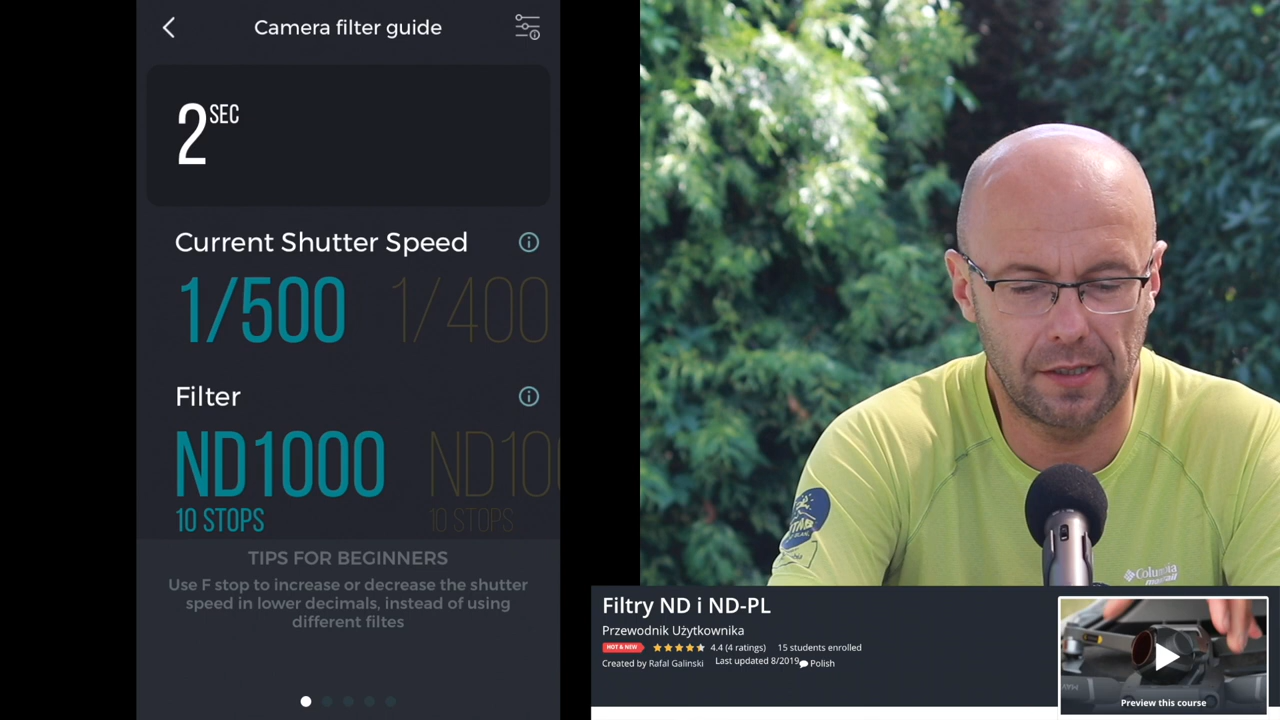 Camera filter guide
2 SEC
Current Shutter Speed
1/500 1/400
Filter
ND1000 ND10
10 STOPS 10 STOPS
TIPS FOR BEGINNERS
Use F stop to increase or decrease the shutter
speed in lower decimals, instead of using
different filtes
Columbia
Filtry ND i ND-PL
Przewodnik Użytkownika
HOT & NEW 4.4 (4 ratings) 15 students enrolled
Created by Rafal Galinski Last updated 8/2019 Polish
Preview this course